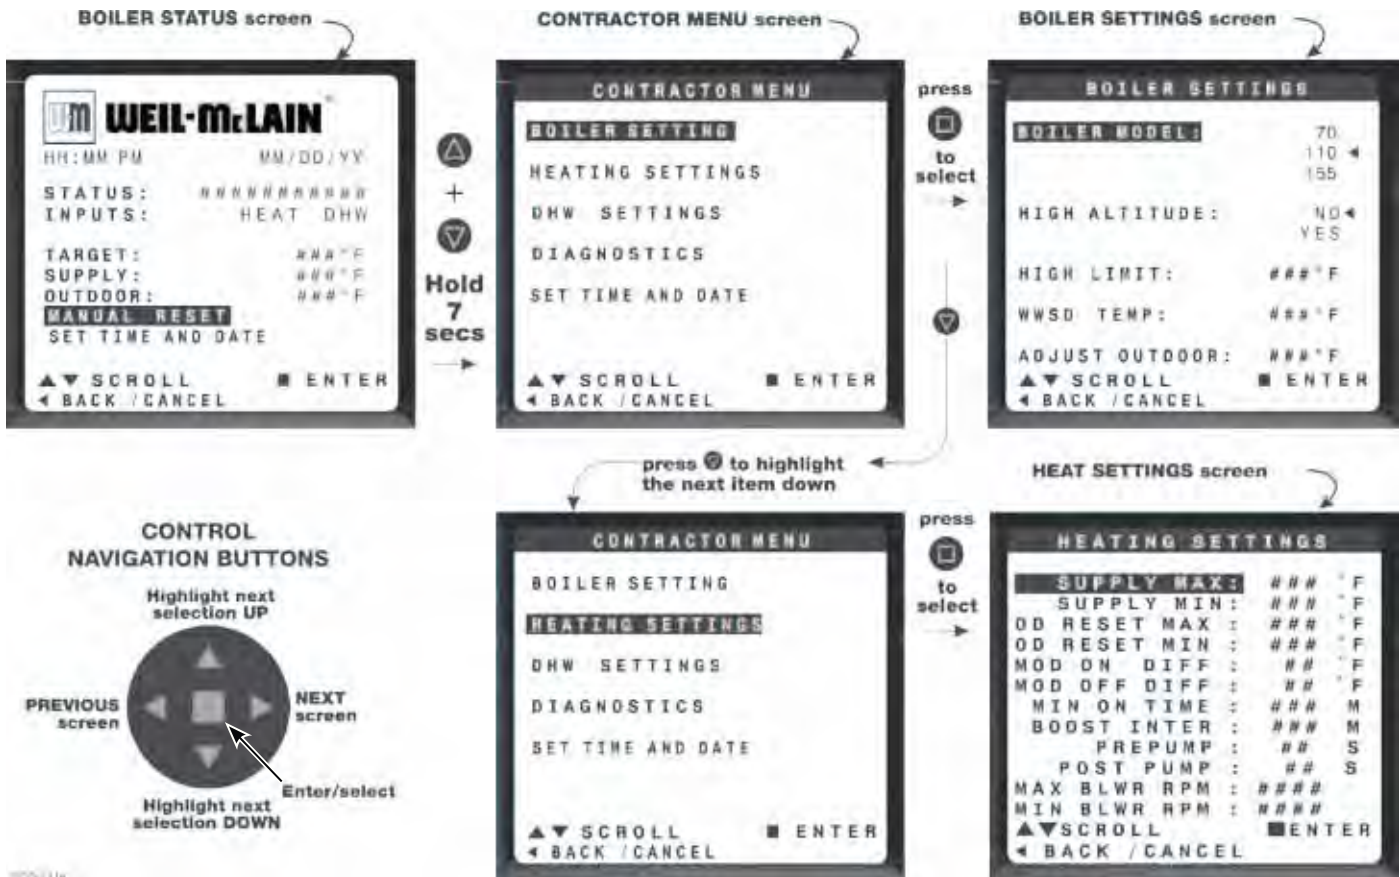 BOILER STATUS screen
WEIL-McLAIN
HH:MM PM MM/DD/YY
STATUS: ###########
INPUTS: HEAT DHW
TARGET: ###°F
SUPPLY: ###°F
OUTDOOR: ###°F
MANUAL RESET
SET TIME AND DATE
▲▼ SCROLL ■ ENTER
◄ BACK /CANCEL
+
Hold
7
secs
CONTRACTOR MENU screen
CONTRACTOR MENU
BOILER SETTING
HEATING SETTINGS
DHW SETTINGS
DIAGNOSTICS
SET TIME AND DATE
▲▼ SCROLL ■ ENTER
◄ BACK /CANCEL
press
to
select
BOILER SETTINGS screen
BOILER SETTINGS
BOILER MODEL: 70
110 ◄
155
HIGH ALTITUDE: NO◄
YES
HIGH LIMIT: ###°F
WWSD TEMP: ###°F
ADJUST OUTDOOR: ###°F
▲▼ SCROLL ■ ENTER
◄ BACK /CANCEL
press to highlight
the next item down
CONTROL
NAVIGATION BUTTONS
Highlight next
selection UP
PREVIOUS
screen
NEXT
screen
Enter/select
Highlight next
selection DOWN
CONTRACTOR MENU
BOILER SETTING
HEATING SETTINGS
DHW SETTINGS
DIAGNOSTICS
SET TIME AND DATE
▲▼ SCROLL ■ ENTER
◄ BACK /CANCEL
press
to
select
HEAT SETTINGS screen
HEATING SETTINGS
SUPPLY MAX: ### °F
SUPPLY MIN: ### °F
OD RESET MAX : ### °F
OD RESET MIN : ### °F
MOD ON DIFF : ## °F
MOD OFF DIFF : ## °F
MIN ON TIME : ### M
BOOST INTER : ### M
PREPUMP : ## S
POST PUMP : ## S
MAX BLWR RPM : ####
MIN BLWR RPM : ####
▲▼SCROLL ■ENTER
◄ BACK /CANCEL